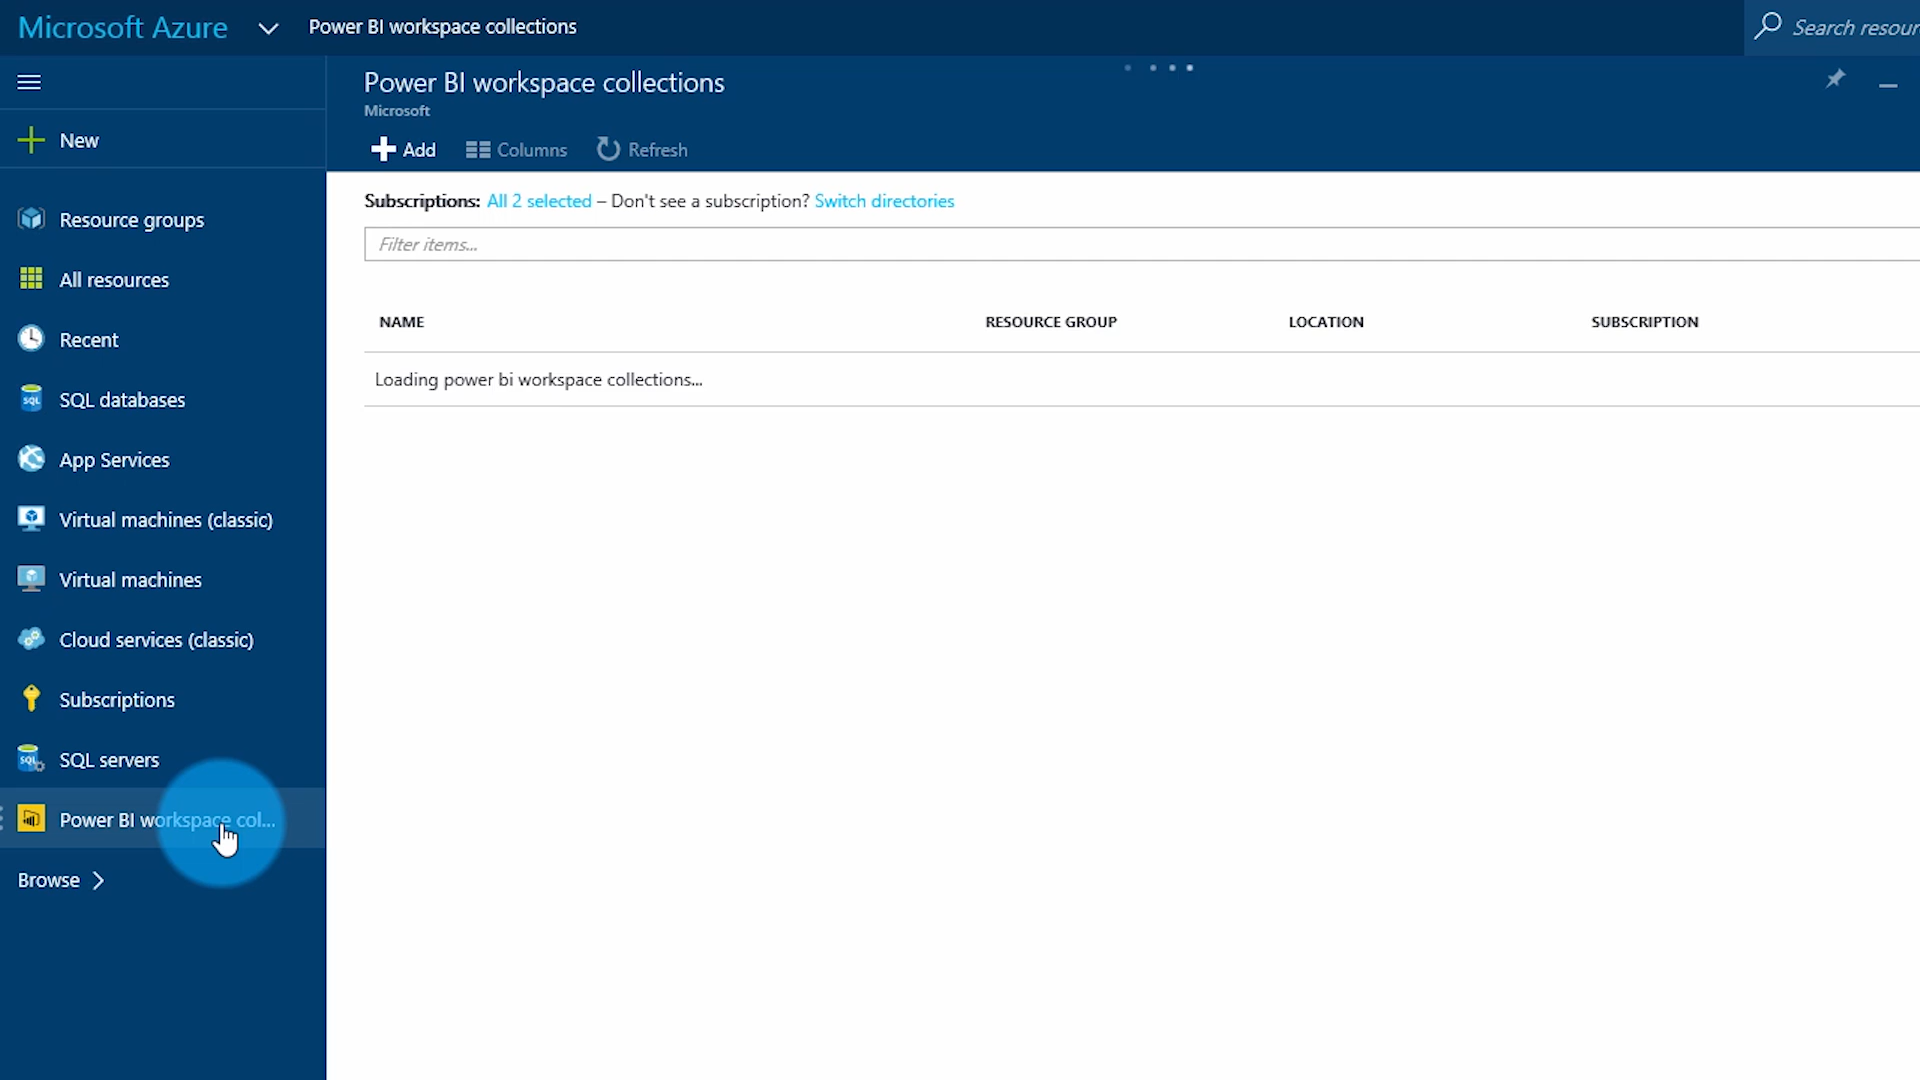 Microsoft Azure
Power BI workspace collections
Search resour
Power BI workspace collections
Microsoft
Add
Columns
Refresh
New
Subscriptions: All 2 selected – Don't see a subscription? Switch directories
Filter items...
Resource groups
All resources
NAME
RESOURCE GROUP
LOCATION
SUBSCRIPTION
Recent
Loading power bi workspace collections...
SQL databases
App Services
Virtual machines (classic)
Virtual machines
Cloud services (classic)
Subscriptions
SQL servers
Power BI workspace col...
Browse